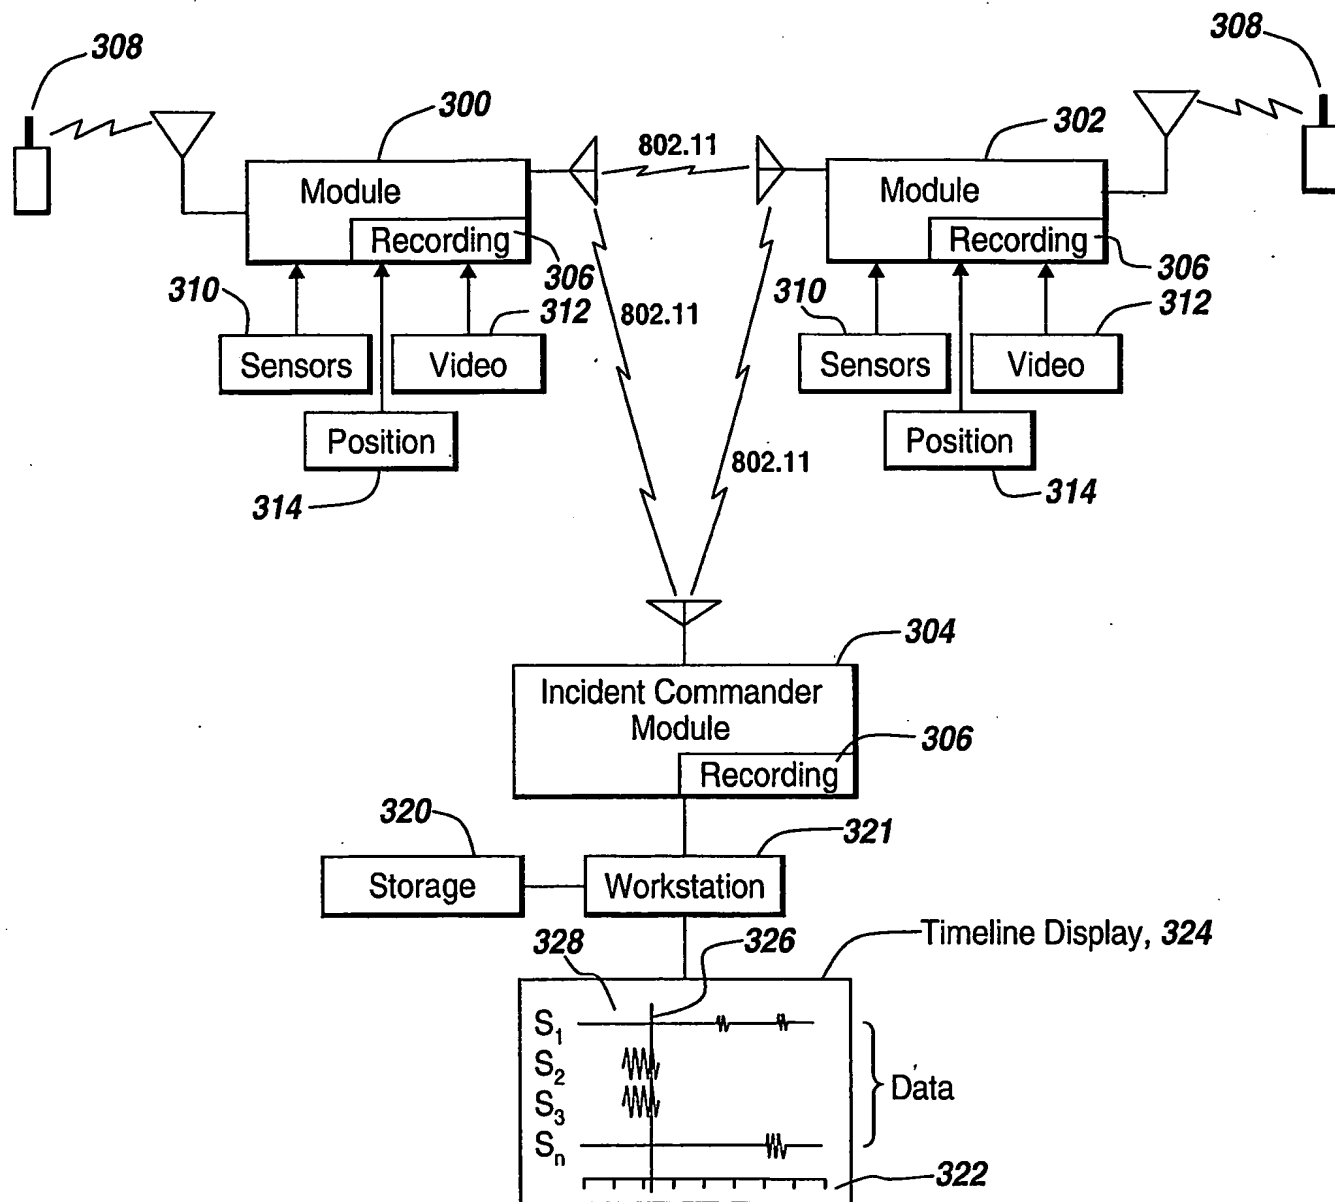 308
308
300
302
802.11
Module
Module
Recording
Recording
306
306
310
312
310
312
802.11
Sensors
Video
Sensors
Video
Position
Position
802.11
314
314
304
Incident Commander
Module
306
Recording
320
321
Storage
Workstation
Timeline Display, 324
328
326
S1
S2
S3
Sn
Data
322